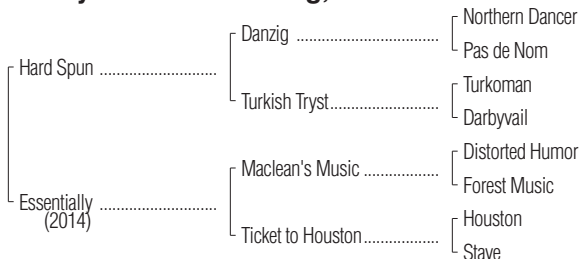 Northern Dancer
Danzig ..........................................
Pas de Nom
Hard Spun ...................................
Turkoman
Turkish Tryst................................
Darbyvail
Distorted Humor
Maclean's Music ......................
Forest Music
Essentially ...................................
(2014)
Houston
Ticket to Houston......................
Stave